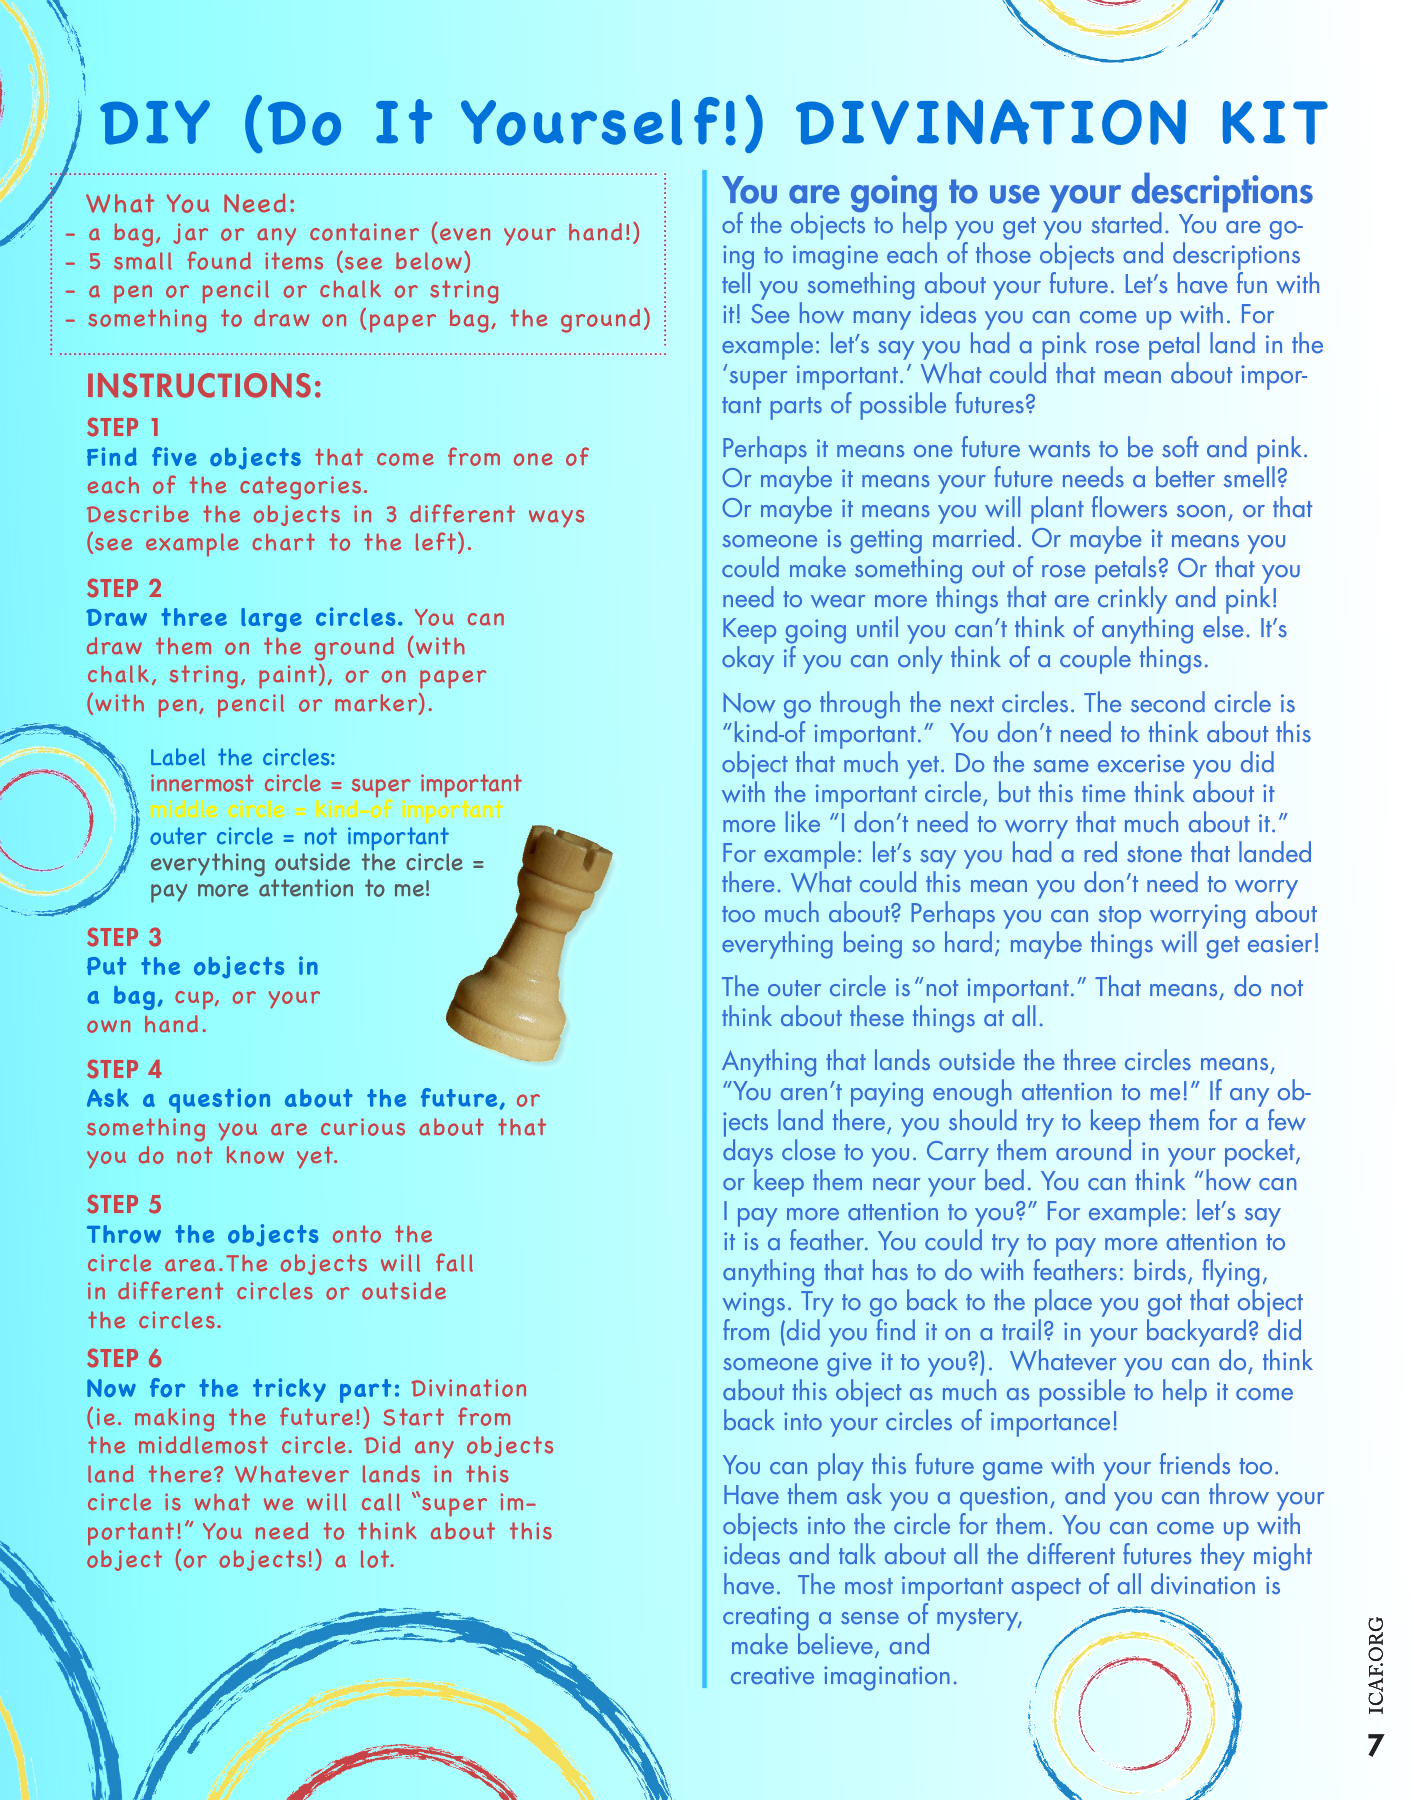 DIY (Do It Yourself!) DIVINATION KIT
What You Need:
- a bag, jar or any container (even your hand!)
- 5 small found items (see below)
- a pen or pencil or chalk or string
- something to draw on (paper bag, the ground)
INSTRUCTIONS:
STEP 1
Find five objects that come from one of
each of the categories.
Describe the objects in 3 different ways
(see example chart to the left).
STEP 2
Draw three large circles. You can
draw them on the ground (with
chalk, string, paint), or on paper
(with pen, pencil or marker).
Label the circles:
innermost circle = super important
middle circle = kind-of important
outer circle = not important
everything outside the circle =
pay more attention to me!
STEP 3
Put the objects in
a bag, cup, or your
own hand.
STEP 4
Ask a question about the future, or
something you are curious about that
you do not know yet.
STEP 5
Throw the objects onto the
circle area.The objects will fall
in different circles or outside
the circles.
STEP 6
Now for the tricky part: Divination
(ie. making the future!) Start from
the middlemost circle. Did any objects
land there? Whatever lands in this
circle is what we will call “super im-
portant!” You need to think about this
object (or objects!) a lot.
You are going to use your descriptions
of the objects to help you get you started. You are go-
ing to imagine each of those objects and descriptions
tell you something about your future. Let’s have fun with
it! See how many ideas you can come up with. For
example: let’s say you had a pink rose petal land in the
‘super important.’ What could that mean about impor-
tant parts of possible futures?
Perhaps it means one future wants to be soft and pink.
Or maybe it means your future needs a better smell?
Or maybe it means you will plant flowers soon, or that
someone is getting married. Or maybe it means you
could make something out of rose petals? Or that you
need to wear more things that are crinkly and pink!
Keep going until you can’t think of anything else. It’s
okay if you can only think of a couple things.
Now go through the next circles. The second circle is
“kind-of important.”  You don’t need to think about this
object that much yet. Do the same excerise you did
with the important circle, but this time think about it
more like “I don’t need to worry that much about it.”
For example: let’s say you had a red stone that landed
there. What could this mean you don’t need to worry
too much about? Perhaps you can stop worrying about
everything being so hard; maybe things will get easier!
The outer circle is“not important.” That means, do not
think about these things at all.
Anything that lands outside the three circles means,
“You aren’t paying enough attention to me!” If any ob-
jects land there, you should try to keep them for a few
days close to you. Carry them around in your pocket,
or keep them near your bed. You can think “how can
I pay more attention to you?” For example: let’s say
it is a feather. You could try to pay more attention to
anything that has to do with feathers: birds, flying,
wings. Try to go back to the place you got that object
from (did you find it on a trail? in your backyard? did
someone give it to you?).  Whatever you can do, think
about this object as much as possible to help it come
back into your circles of importance!
You can play this future game with your friends too.
Have them ask you a question, and you can throw your
objects into the circle for them. You can come up with
ideas and talk about all the different futures they might
have.  The most important aspect of all divination is
creating a sense of mystery,
make believe, and
creative imagination.
ICAF.ORG
7